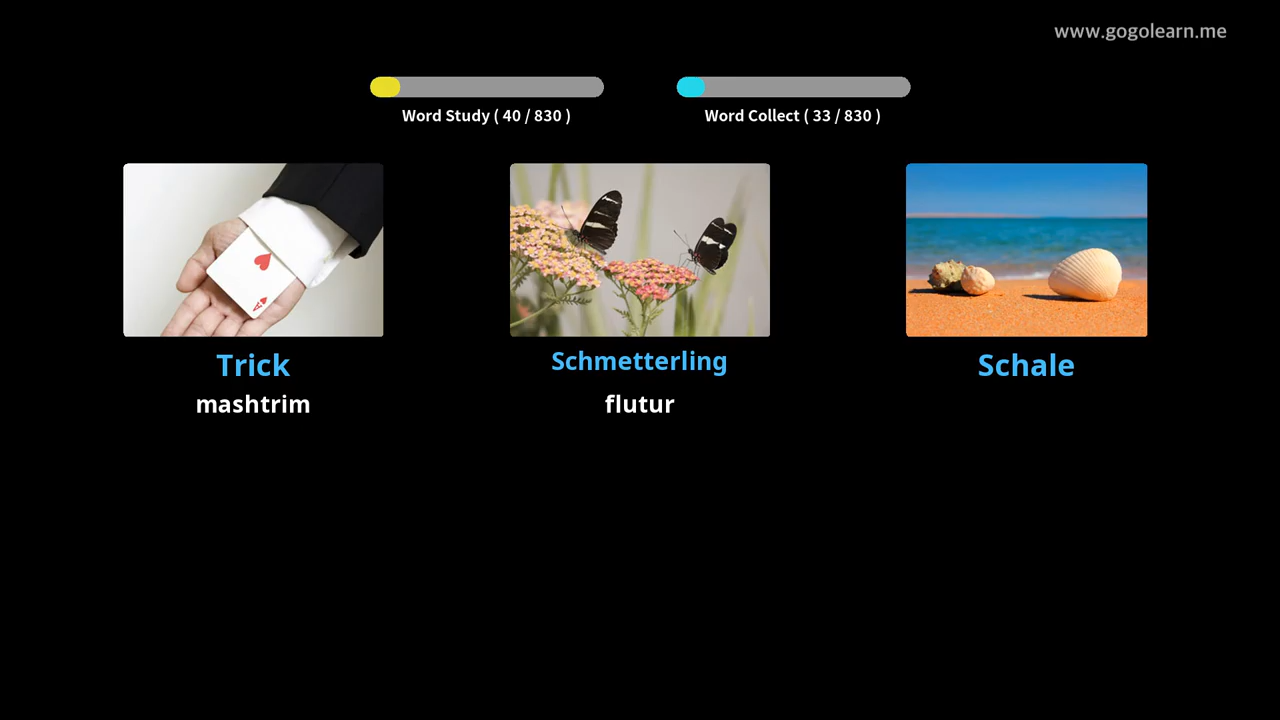 www.gogolearn.me
Word Study ( 40 / 830 )
Word Collect ( 33 / 830 )
A
Trick
Schmetterling
Schale
mashtrim
flutur